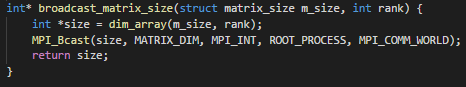 int* broadcast_matrix_size(struct matrix_size m_size, int rank) {
    int *size = dim_array(m_size, rank);
    MPI_Bcast(size, MATRIX_DIM, MPI_INT, ROOT_PROCESS, MPI_COMM_WORLD);
    return size;
}